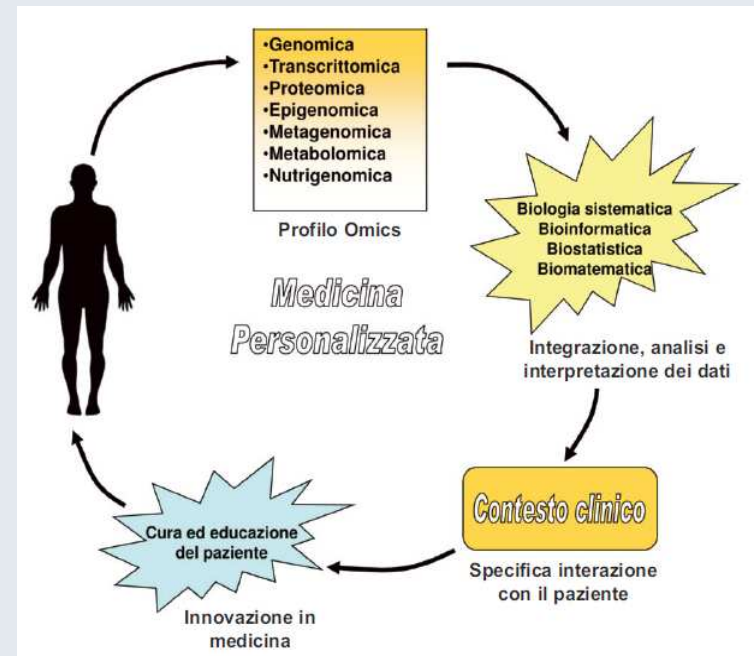 •Genomica
•Transcrittomica
•Proteomica
•Epigenomica
•Metagenomica
•Metabolomica
•Nutrigenomica
Profilo Omics
Biologia sistematica
Bioinformatica
Biostatistica
Biomatematica
Integrazione, analisi e
interpretazione dei dati
Medicina
Personalizzata
Contesto clinico
Specifica interazione
con il paziente
Cura ed educazione
del paziente
Innovazione in
medicina